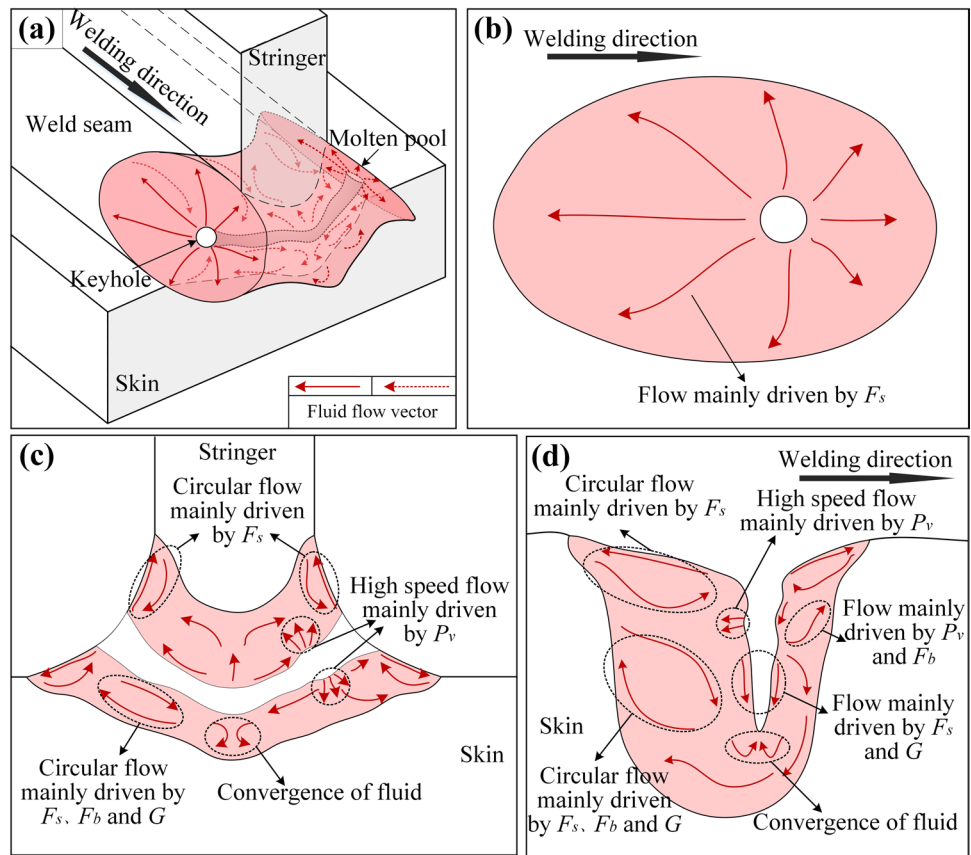 (a)
Welding direction
Stringer
Weld seam
Molten pool
Keyhole
Skin
Fluid flow vector
(b)
Welding direction
Flow mainly driven by Fs
(c)
Stringer
Circular flow
mainly driven
by Fs
High speed flow
mainly driven
by Pv
Skin
Circular flow
mainly driven by
Fs、Fb and G
Convergence of fluid
(d)
Welding direction
Circular flow
mainly driven by Fs
High speed flow
mainly driven by Pv
Flow mainly
driven by Pv
and Fb
Flow mainly
driven by Fs
and G
Skin
Circular flow
mainly driven
by Fs、Fb and G
Convergence of fluid